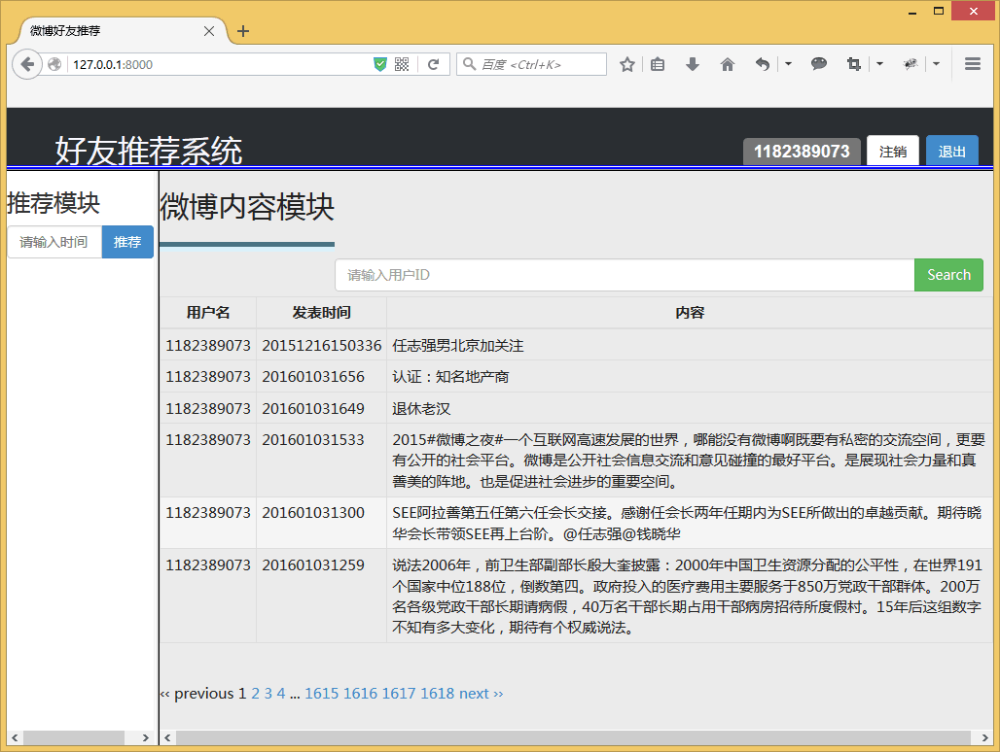 微博好友推荐
127.0.0.1:8000
百度 <Ctrl+K>
好友推荐系统
1182389073 注销 退出
推荐模块
请输入时间 推荐
微博内容模块
请输入用户ID Search
用户名 发表时间 内容
1182389073 20151216150336 任志强男北京加关注
1182389073 201601031656 认证：知名地产商
1182389073 201601031649 退休老汉
1182389073 201601031533 2015#微博之夜#一个互联网高速发展的世界，哪能没有微博啊既要有私密的交流空间，更要
有公开的社会平台。微博是公开社会信息交流和意见碰撞的最好平台。是展现社会力量和真
善美的阵地。也是促进社会进步的重要空间。
1182389073 201601031300 SEE阿拉善第五任第六任会长交接。感谢任会长两年任期内为SEE所做出的卓越贡献。期待晓
华会长带领SEE再上台阶。@任志强@钱晓华
1182389073 201601031259 说法2006年，前卫生部副部长殷大奎披露：2000年中国卫生资源分配的公平性，在世界191
个国家中位188位，倒数第四。政府投入的医疗费用主要服务于850万党政干部群体。200万
名各级党政干部长期请病假，40万名干部长期占用干部病房招待所度假村。15年后这组数字
不知有多大变化，期待有个权威说法。
‹‹ previous 1 2 3 4 ... 1615 1616 1617 1618 next ››